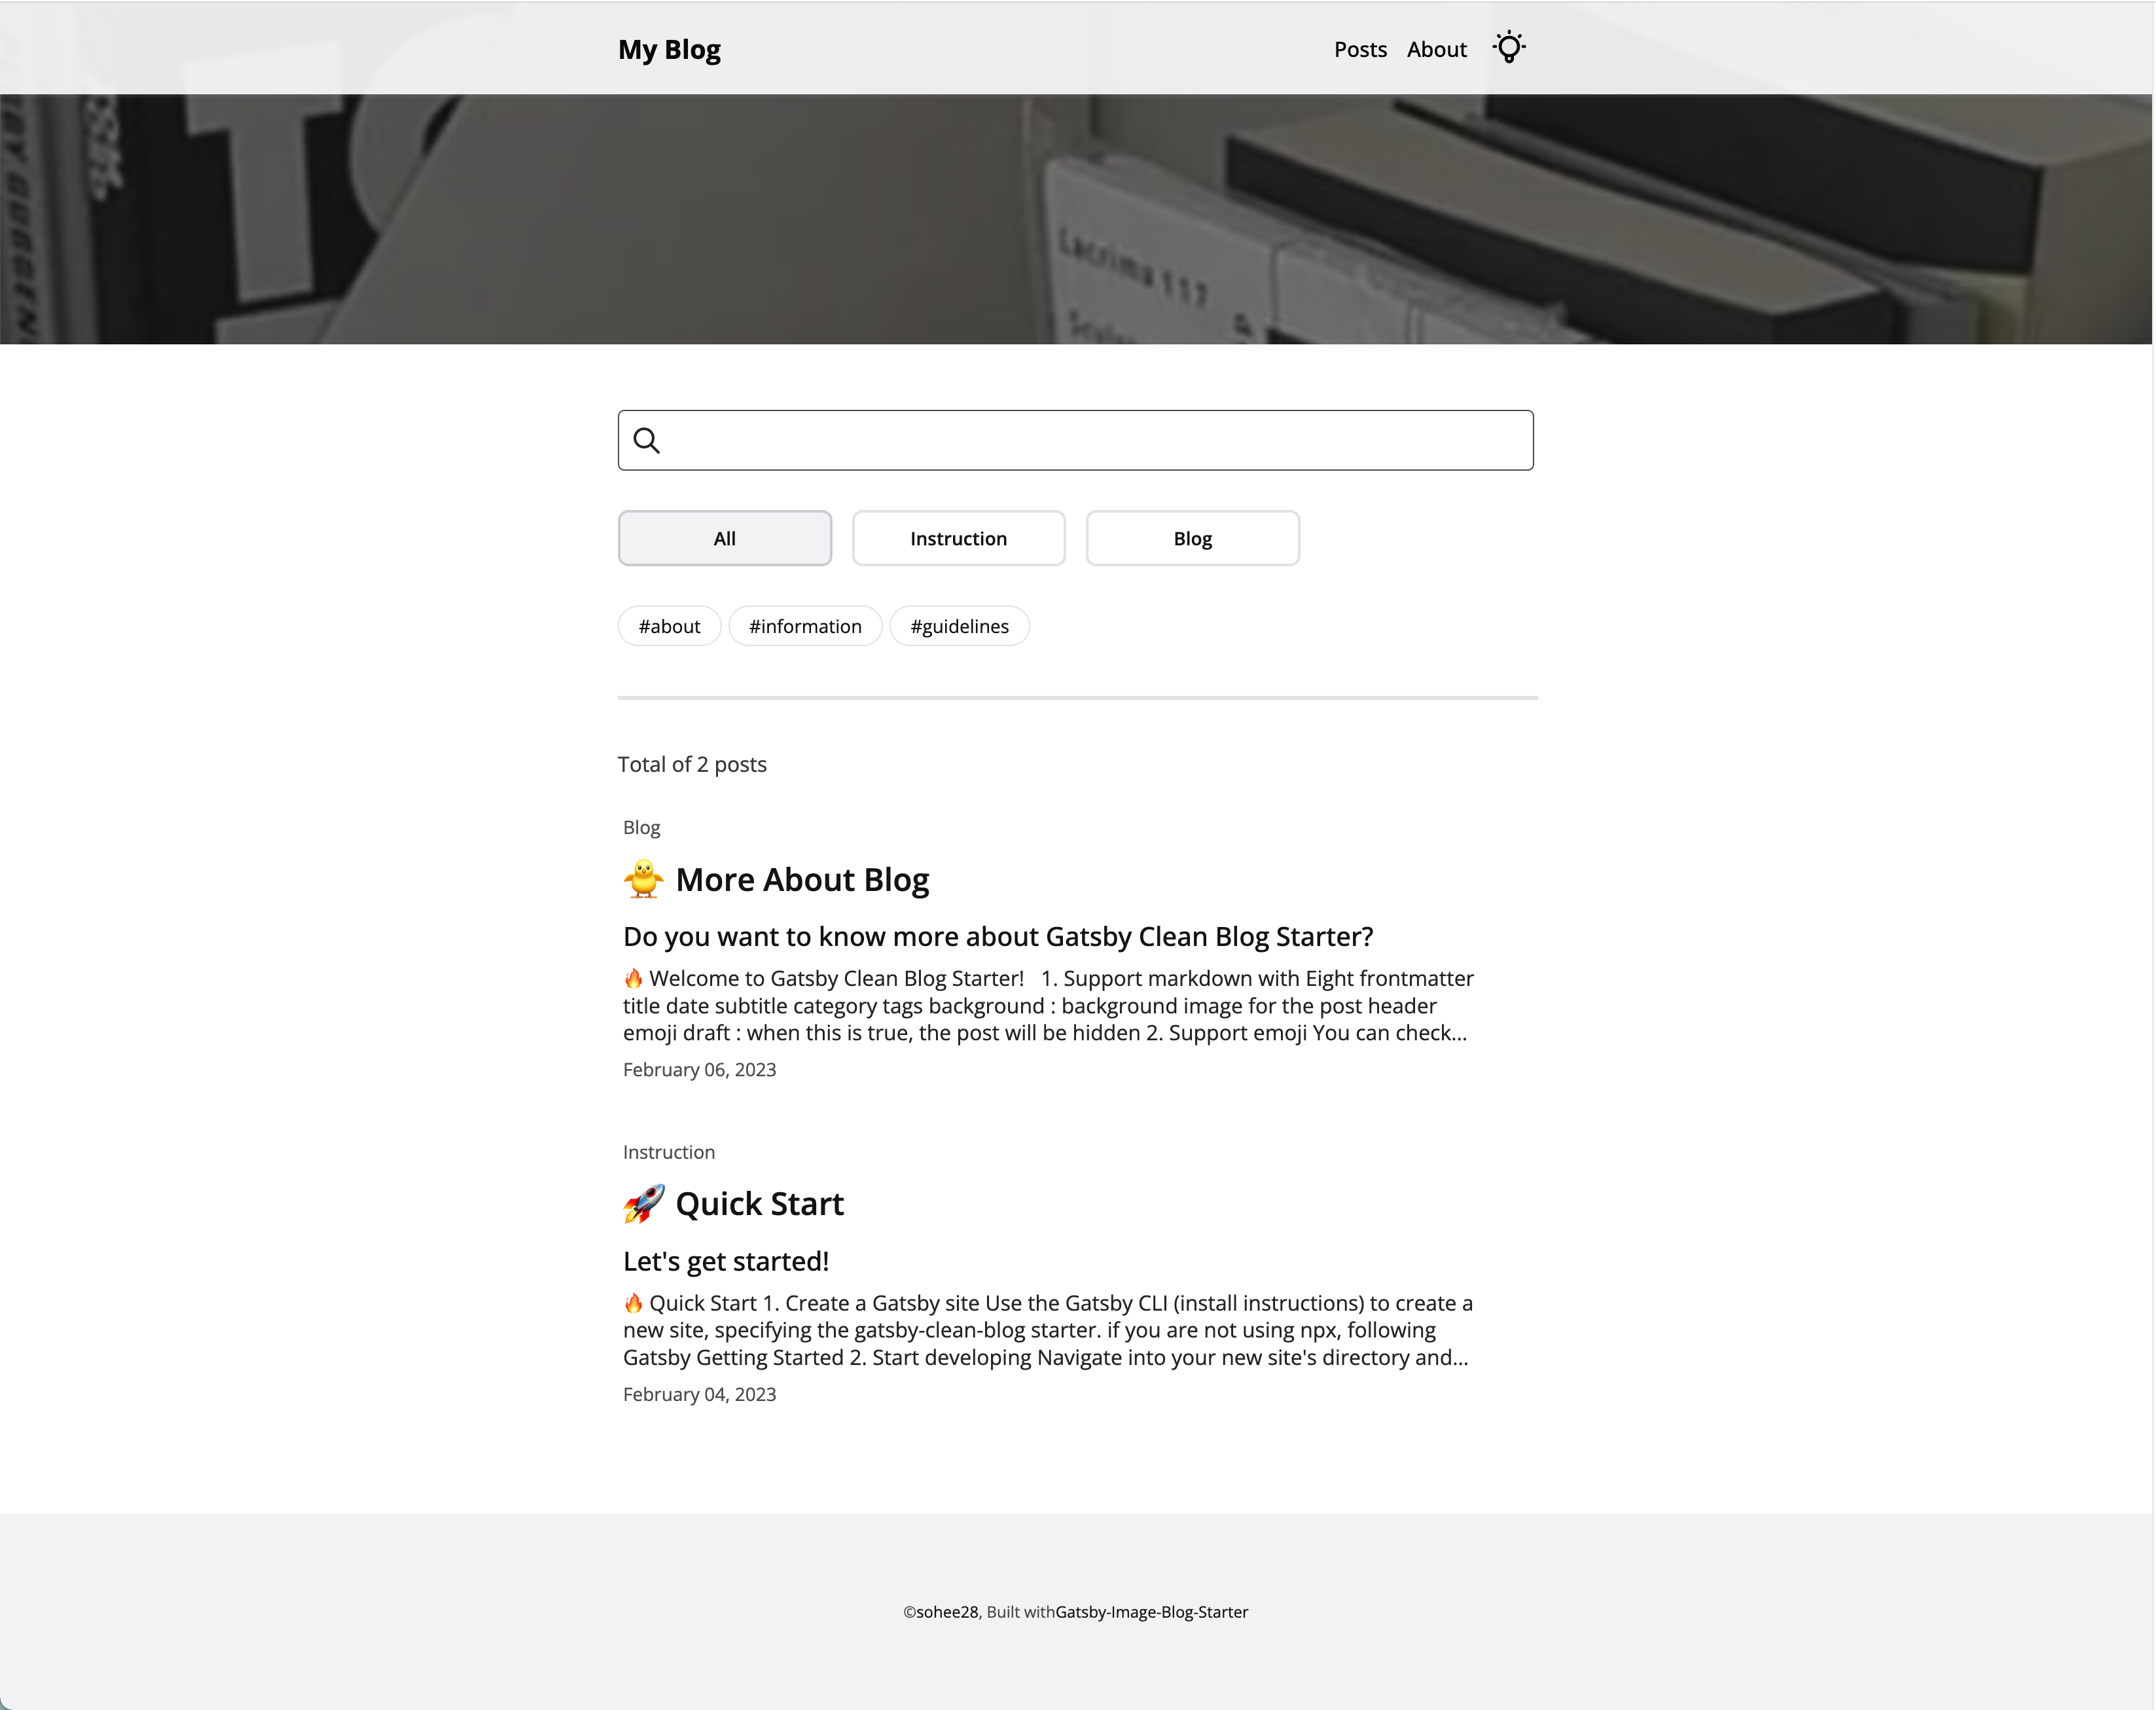 My Blog
Posts About
TO
Lacrima 117
All Instruction Blog
#about #information #guidelines
Total of 2 posts
Blog
🐥 More About Blog
Do you want to know more about Gatsby Clean Blog Starter?
🔥 Welcome to Gatsby Clean Blog Starter!   1. Support markdown with Eight frontmatter
title date subtitle category tags background : background image for the post header
emoji draft : when this is true, the post will be hidden 2. Support emoji You can check...
February 06, 2023
Instruction
🚀 Quick Start
Let's get started!
🔥 Quick Start 1. Create a Gatsby site Use the Gatsby CLI (install instructions) to create a
new site, specifying the gatsby-clean-blog starter. if you are not using npx, following
Gatsby Getting Started 2. Start developing Navigate into your new site's directory and...
February 04, 2023
©sohee28, Built withGatsby-Image-Blog-Starter